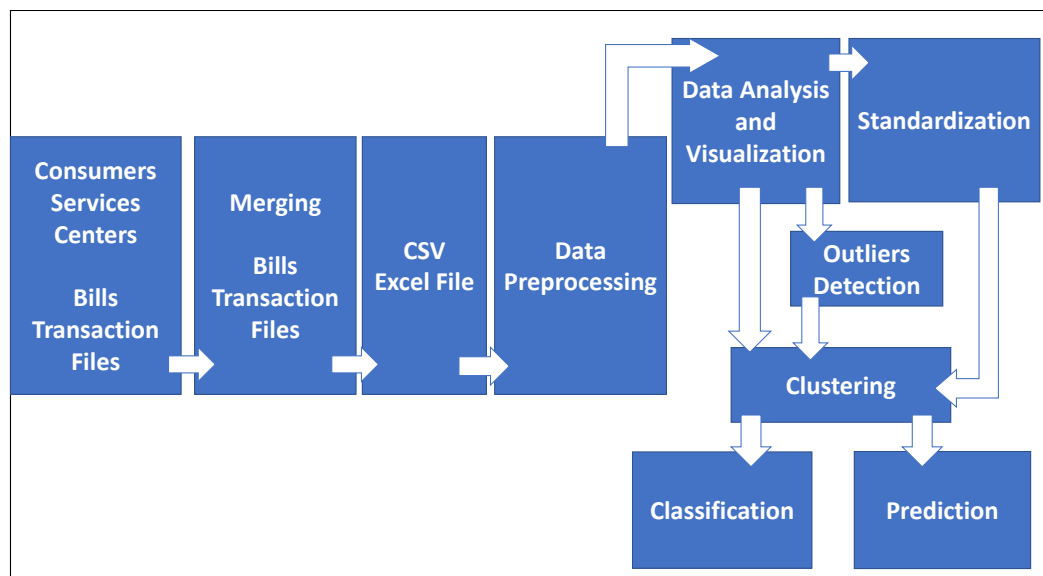 Consumers
Services
Centers
Bills
Transaction
Files
Merging
Bills
Transaction
Files
CSV
Excel File
Data
Preprocessing
Data Analysis
and
Visualization
Standardization
Outliers
Detection
Clustering
Classification
Prediction